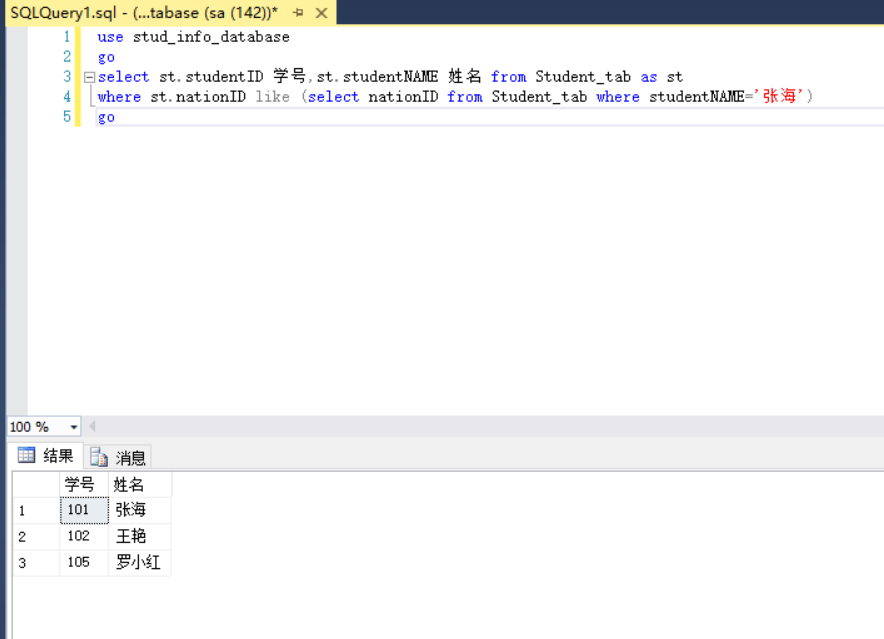 SQLQuery1.sql - (...tabase (sa (142))*
1 use stud_info_database
2 go
3 select st.studentID 学号,st.studentNAME 姓名 from Student_tab as st
4 where st.nationID like (select nationID from Student_tab where studentNAME='张海')
5 go
100 %
结果 消息
学号 姓名
1 101 张海
2 102 王艳
3 105 罗小红